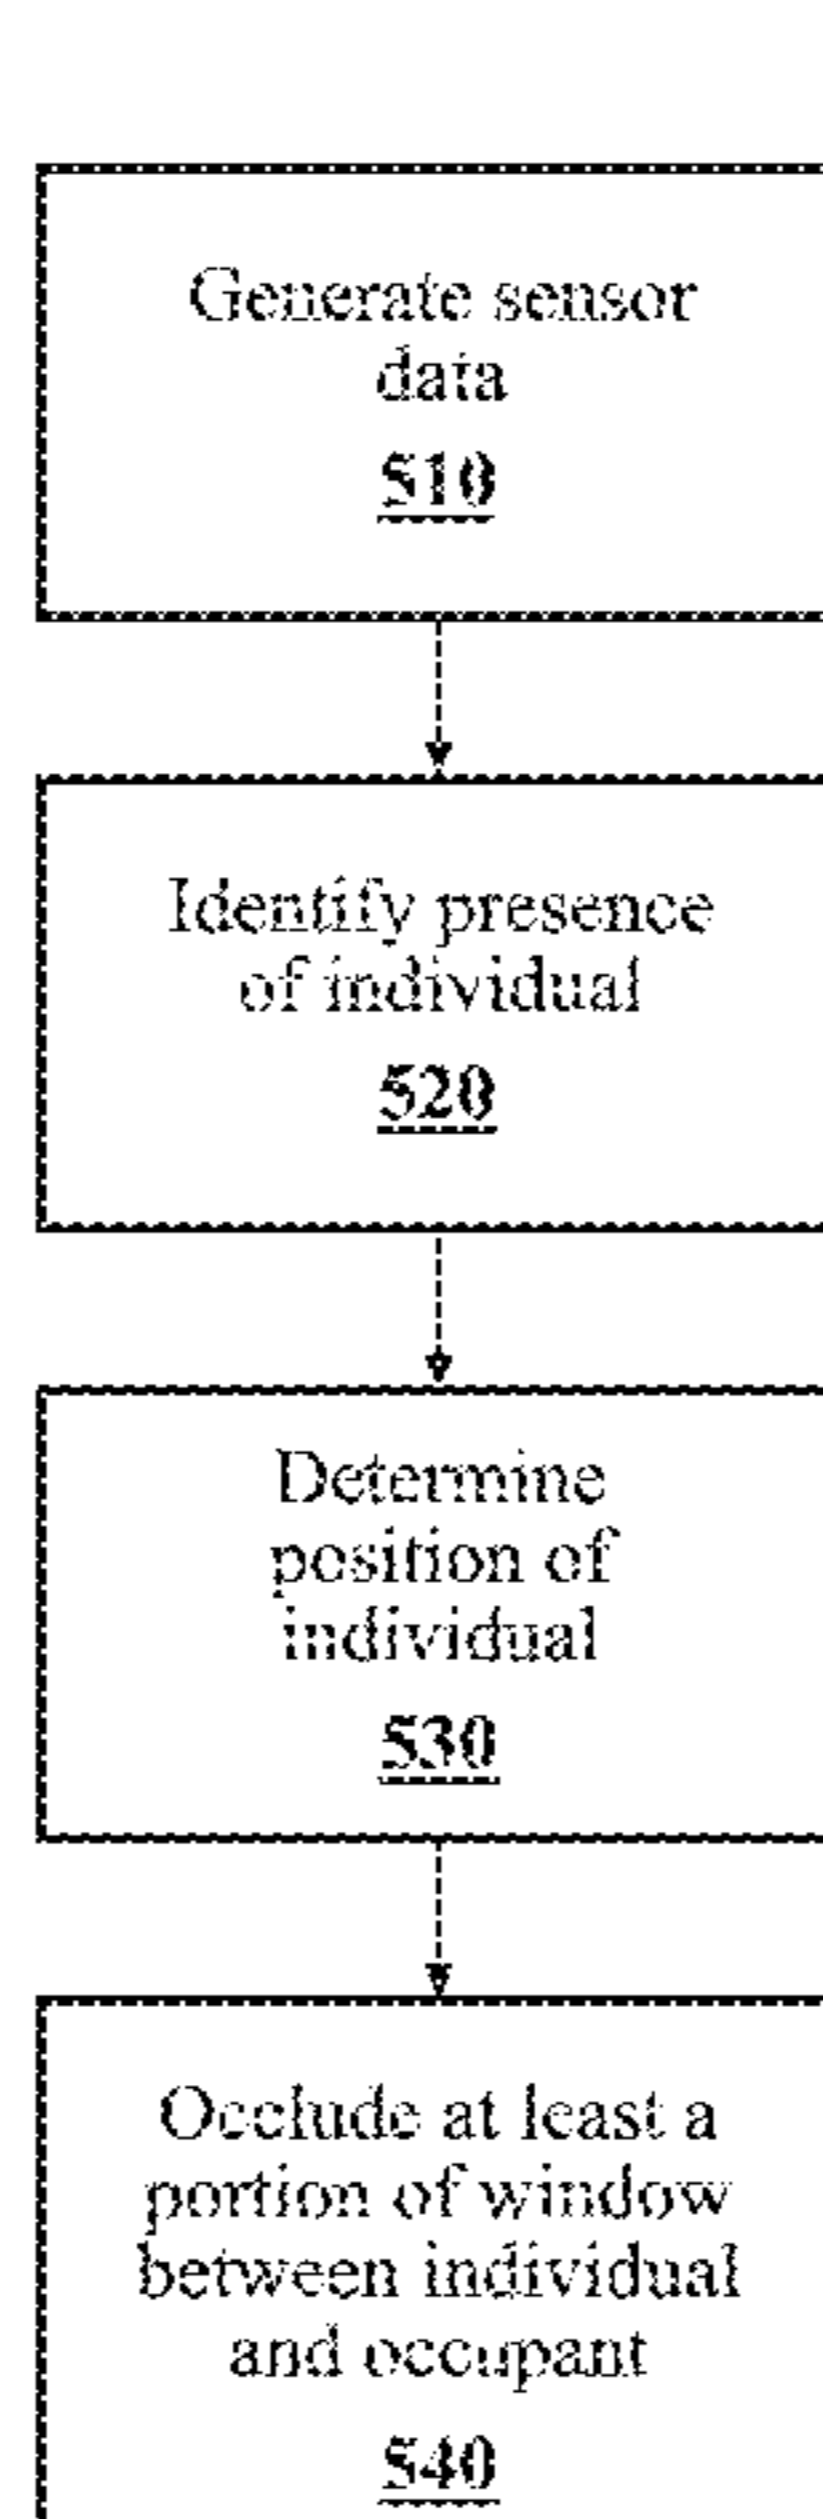 Generate sensor
data
510
Identify presence
of individual
520
Determine
position of
individual
530
Occlude at least a
portion of window
between individual
and occupant
540